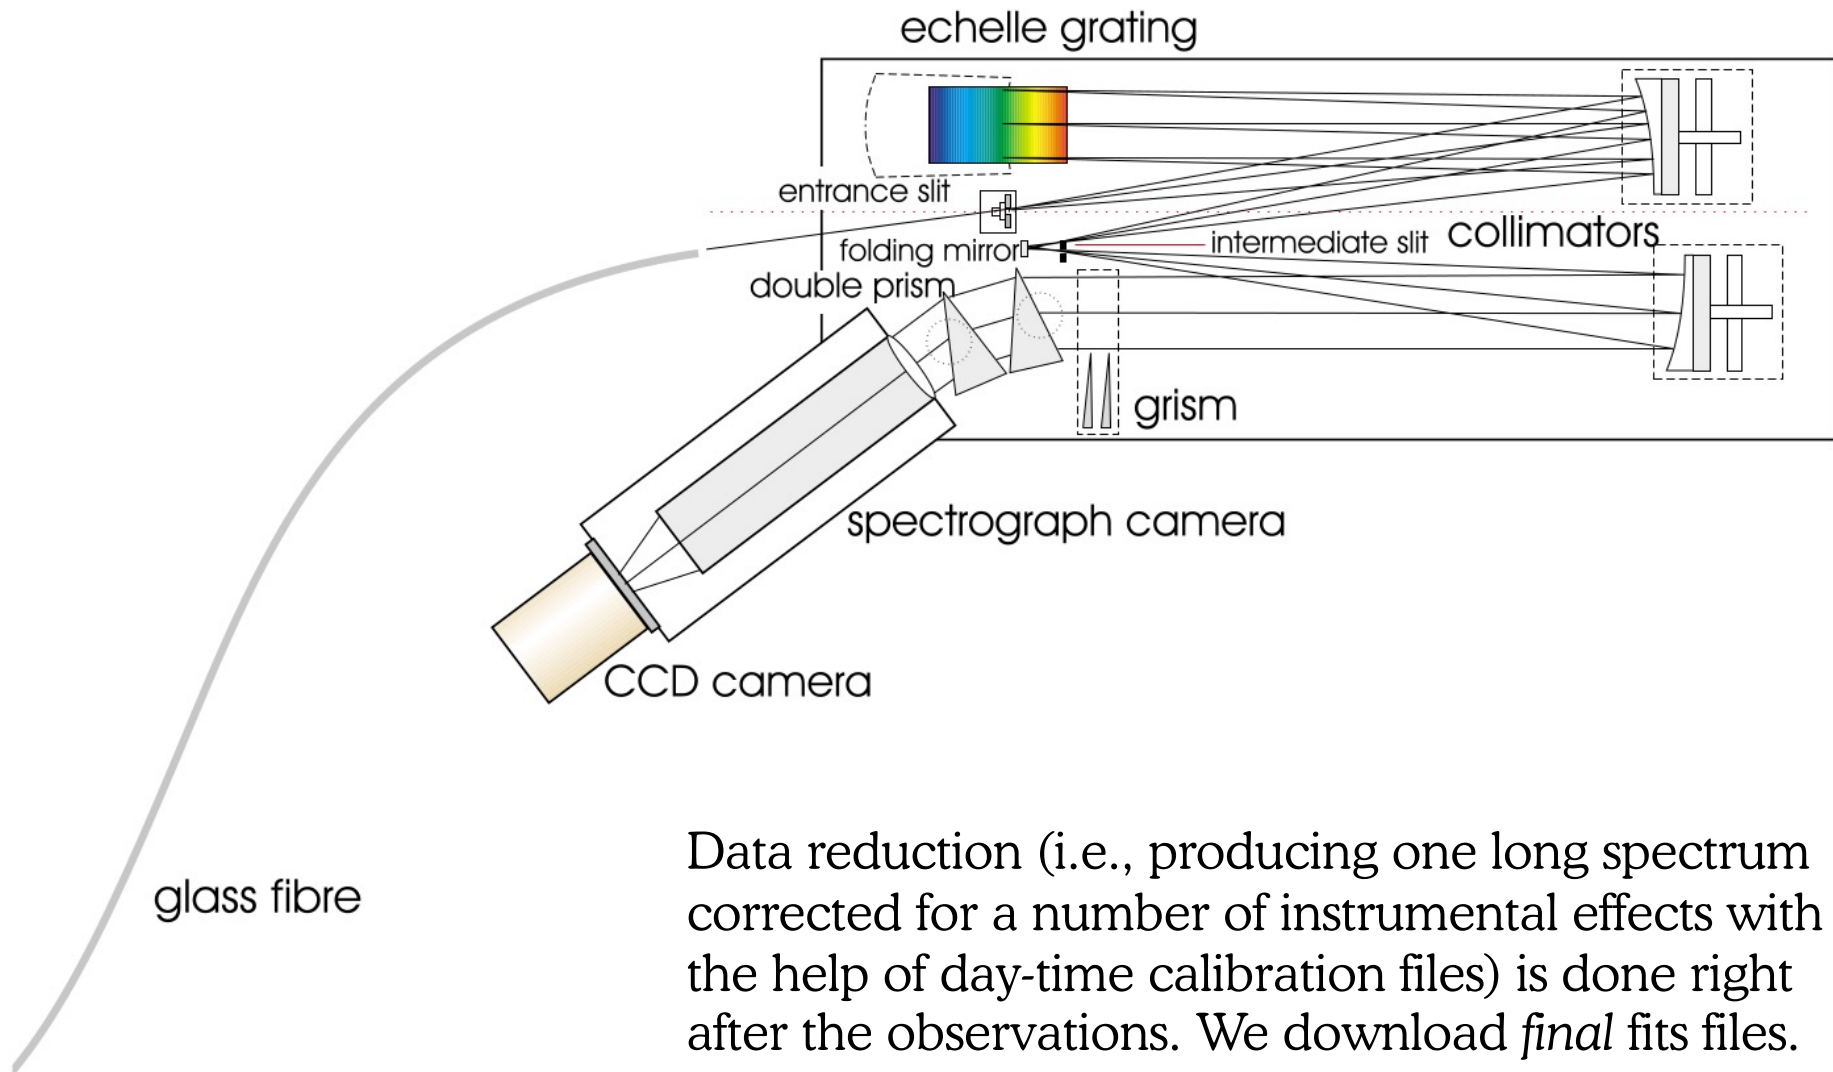 echelle grating
entrance slit
folding mirror
intermediate slit
collimators
double prism
grism
spectrograph camera
CCD camera
glass fibre
Data reduction (i.e., producing one long spectrum
corrected for a number of instrumental effects with
the help of day-time calibration files) is done right
after the observations. We download final fits files.